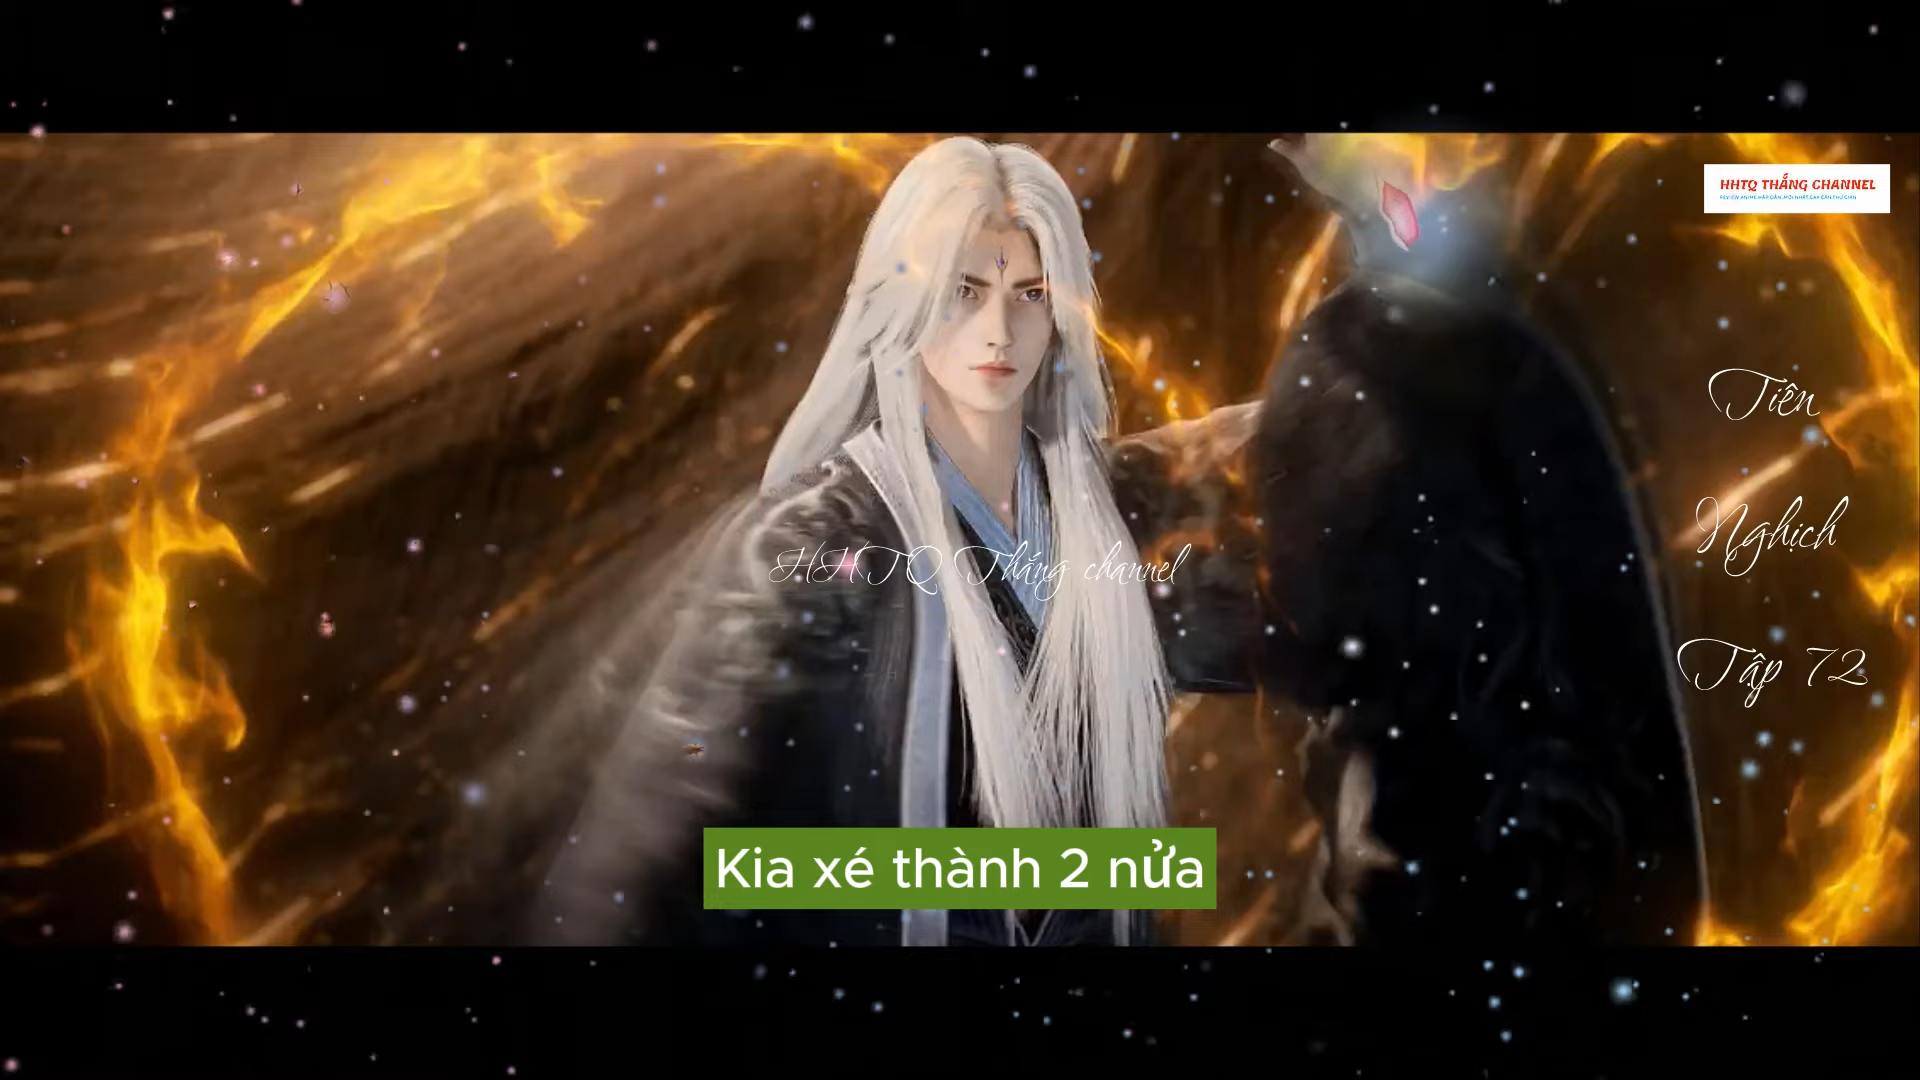 HHTQ THẮNG CHANNEL
Tiên
Nghịch
HHTQ Thắng channel
Tập 72
Kia xé thành 2 nửa